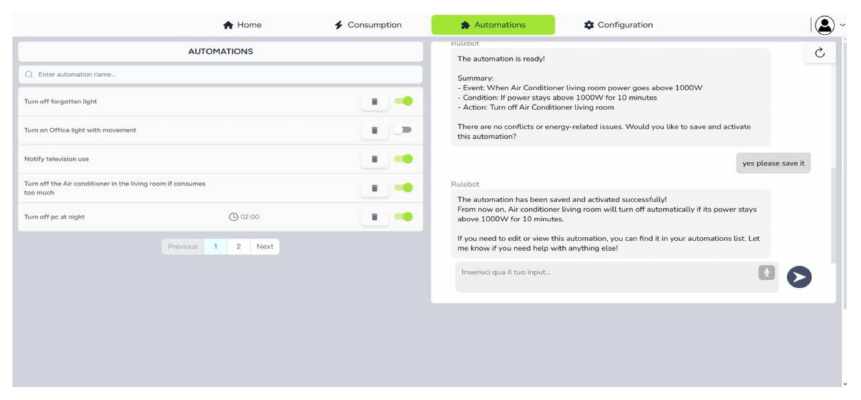 Home
Consumption
Automations
Configuration
AUTOMATIONS
Enter automation name...
Turn off forgotten light
Turn on Office light with movement
Notify television use
Turn off the Air conditioner in the living room if consumes
too much
Turn off pc at night
02:00
Previous 1 2 Next
Rulebot
The automation is ready!
Summary:
- Event: When Air Conditioner living room power goes above 1000W
- Condition: If power stays above 1000W for 10 minutes
- Action: Turn off Air Conditioner living room
There are no conflicts or energy-related issues. Would you like to save and activate
this automation?
yes please save it
Rulebot
The automation has been saved and activated successfully!
From now on, Air conditioner living room will turn off automatically if its power stays
above 1000W for 10 minutes.
If you need to edit or view this automation, you can find it in your automations list. Let
me know if you need help with anything else!
Inserisci qua il tuo input...